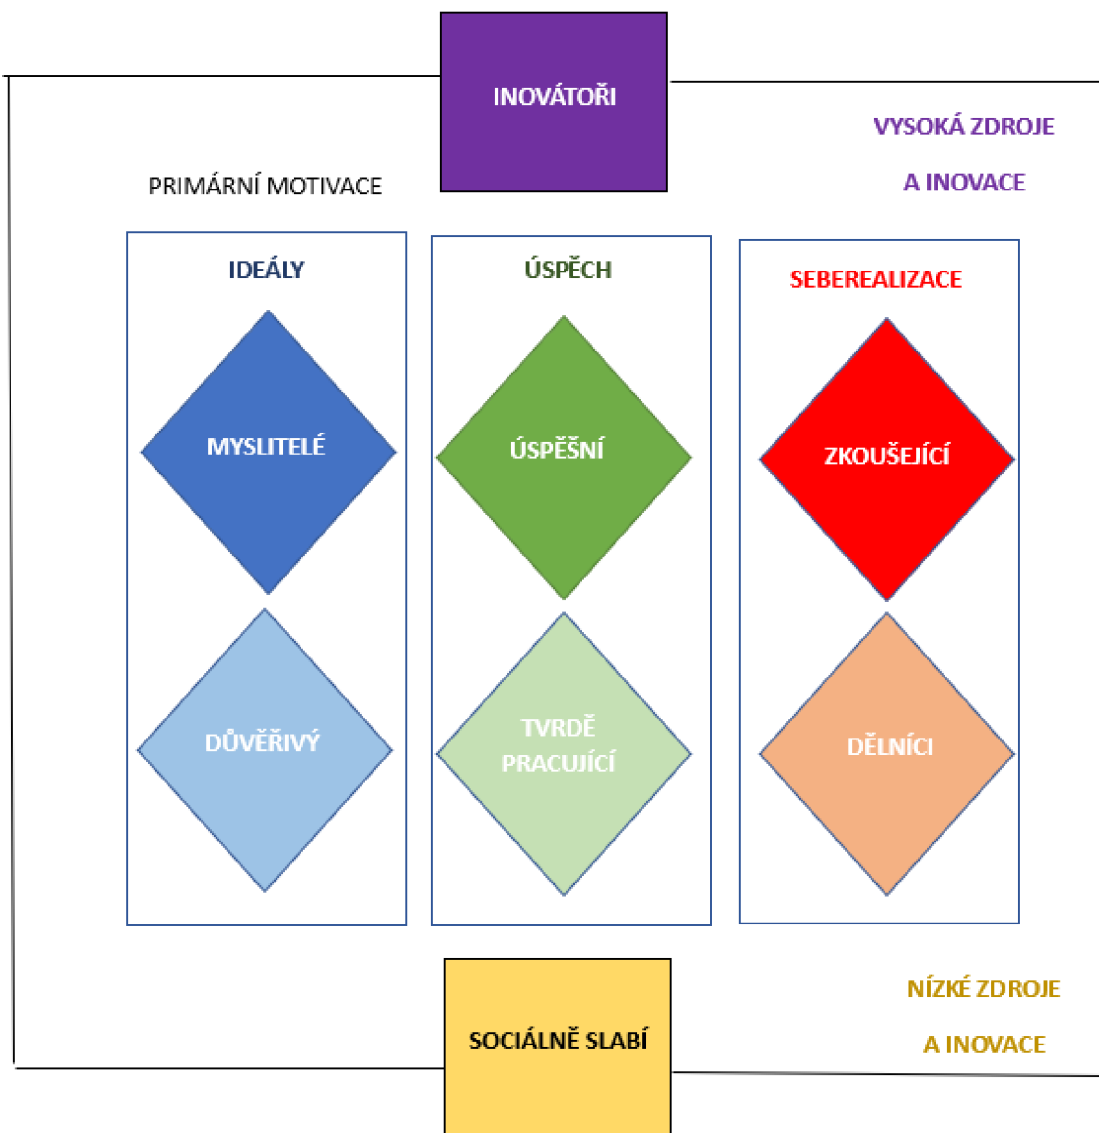 INOVÁTOŘI
VYSOKÁ ZDROJE
A INOVACE
PRIMÁRNÍ MOTIVACE
IDEÁLY
ÚSPĚCH
SEBEREALIZACE
MYSLITELÉ
ÚSPĚŠNÍ
ZKOUŠEJÍCÍ
DŮVĚŘIVÝ
TVRDĚ
PRACUJÍCÍ
DĚLNÍCI
NÍZKÉ ZDROJE
A INOVACE
SOCIÁLNĚ SLABÍ